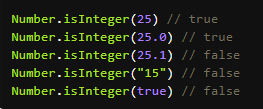 Number.isInteger(25) // true
Number.isInteger(25.0) // true
Number.isInteger(25.1) // false
Number.isInteger("15") // false
Number.isInteger(true) // false